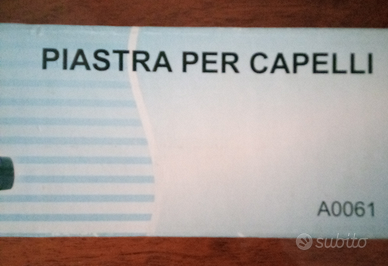 PIASTRA PER CAPELLI
A0061
subito